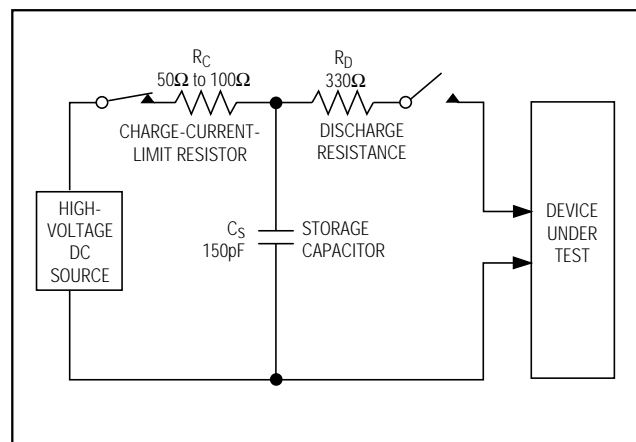 R_C
50Ω to 100Ω
CHARGE-CURRENT-
LIMIT RESISTOR
R_D
330Ω
DISCHARGE
RESISTANCE
HIGH-
VOLTAGE
DC
SOURCE
C_S
150pF
STORAGE
CAPACITOR
DEVICE
UNDER
TEST